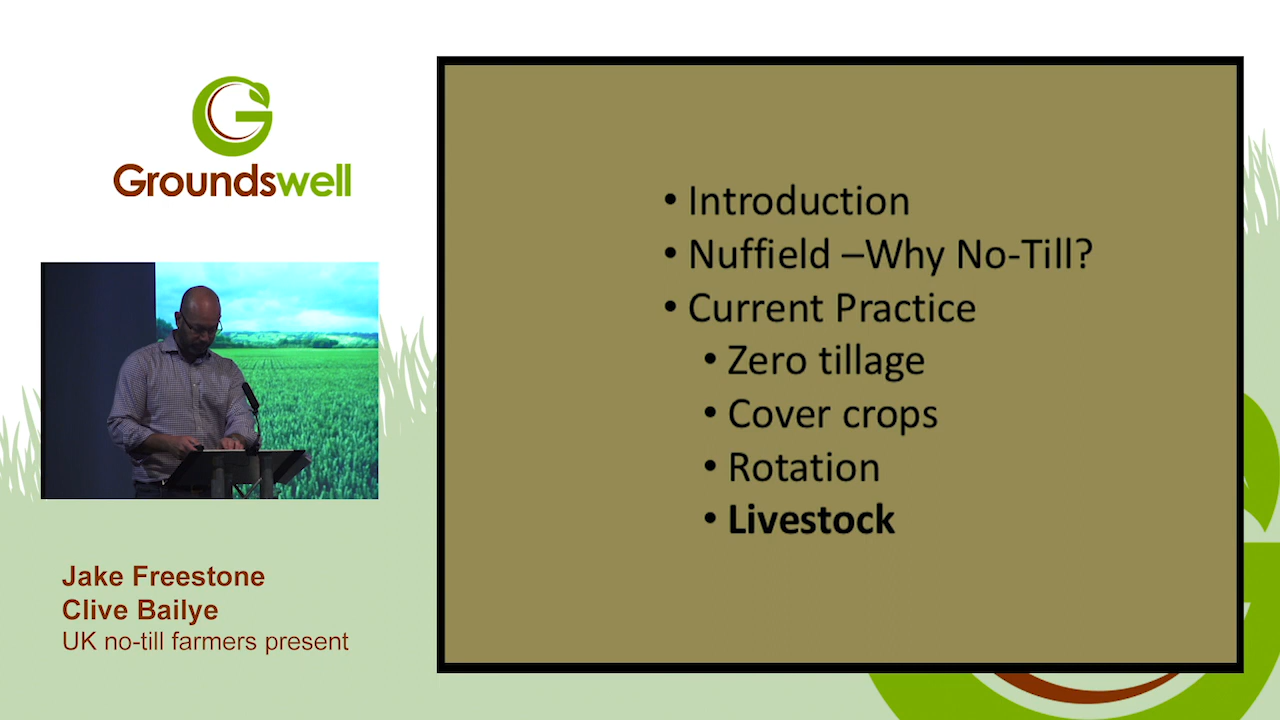 Groundswell
Jake Freestone
Clive Bailye
UK no-till farmers present
• Introduction
• Nuffield –Why No-Till?
• Current Practice
• Zero tillage
• Cover crops
• Rotation
• Livestock